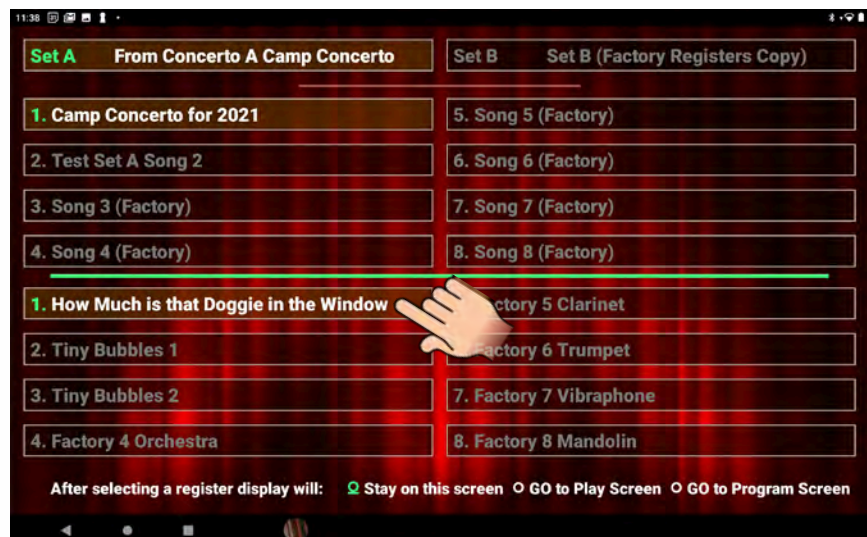 11:38
Set A From Concerto A Camp Concerto
Set B Set B (Factory Registers Copy)
1. Camp Concerto for 2021
5. Song 5 (Factory)
2. Test Set A Song 2
6. Song 6 (Factory)
3. Song 3 (Factory)
7. Song 7 (Factory)
4. Song 4 (Factory)
8. Song 8 (Factory)
1. How Much is that Doggie in the Window
5 Clarinet
2. Tiny Bubbles 1
Factory 6 Trumpet
3. Tiny Bubbles 2
7. Factory 7 Vibraphone
4. Factory 4 Orchestra
8. Factory 8 Mandolin
After selecting a register display will: Stay on this screen GO to Play Screen GO to Program Screen